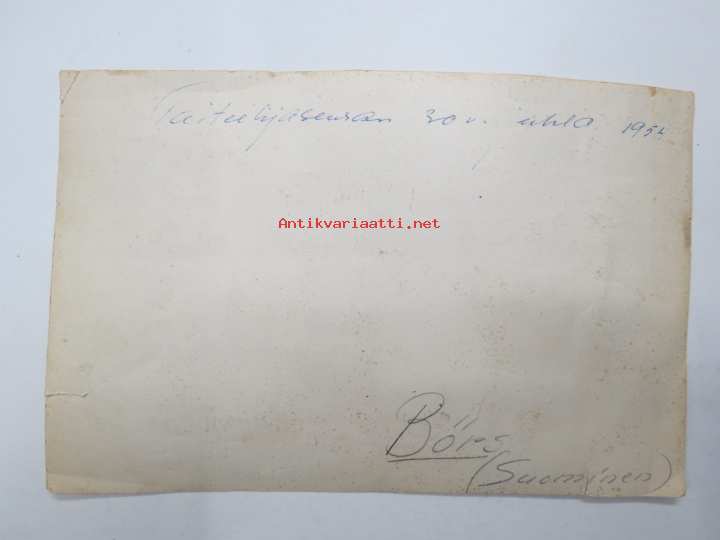 Taiteilijaseuran 30 v. juhla 1954
Antikvariaatti.net
Börs
(Suominen)